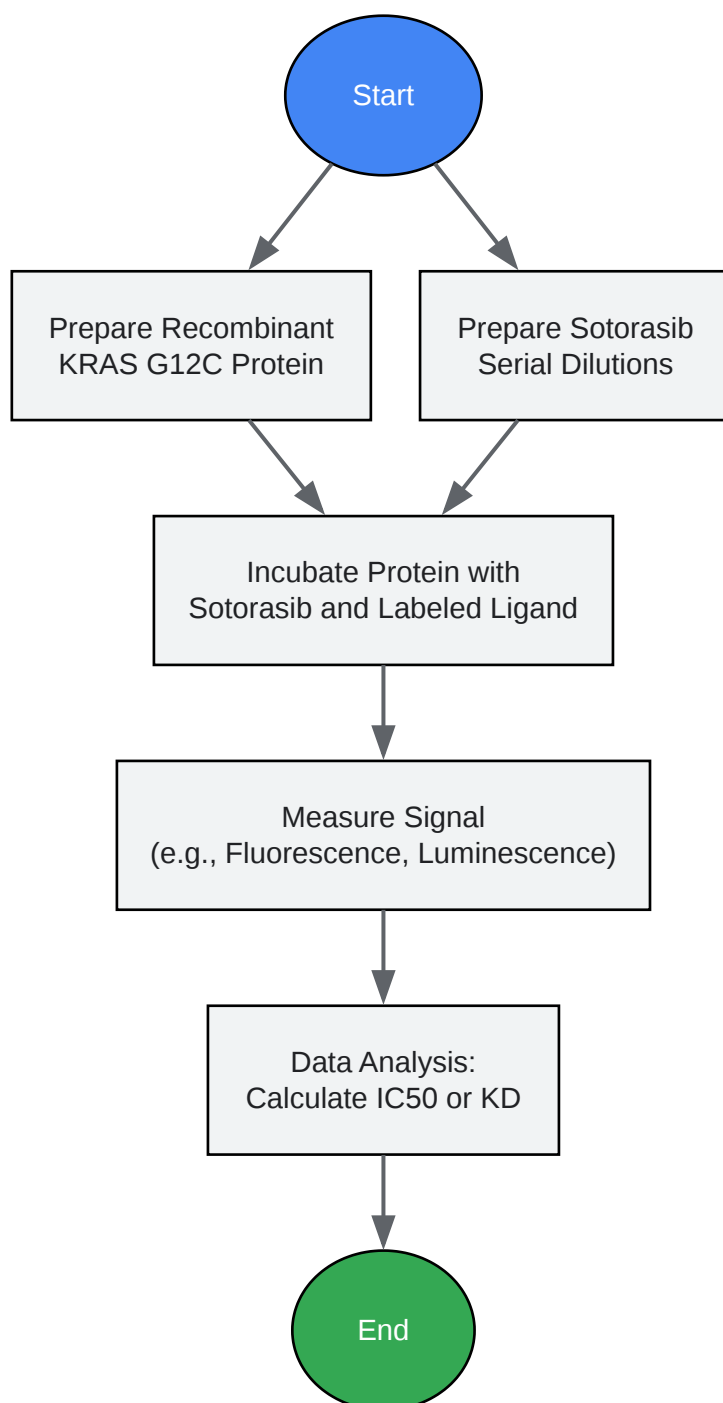 Start
Prepare Recombinant
KRAS G12C Protein
Prepare Sotorasib
Serial Dilutions
Incubate Protein with
Sotorasib and Labeled Ligand
Measure Signal
(e.g., Fluorescence, Luminescence)
Data Analysis:
Calculate IC50 or KD
End